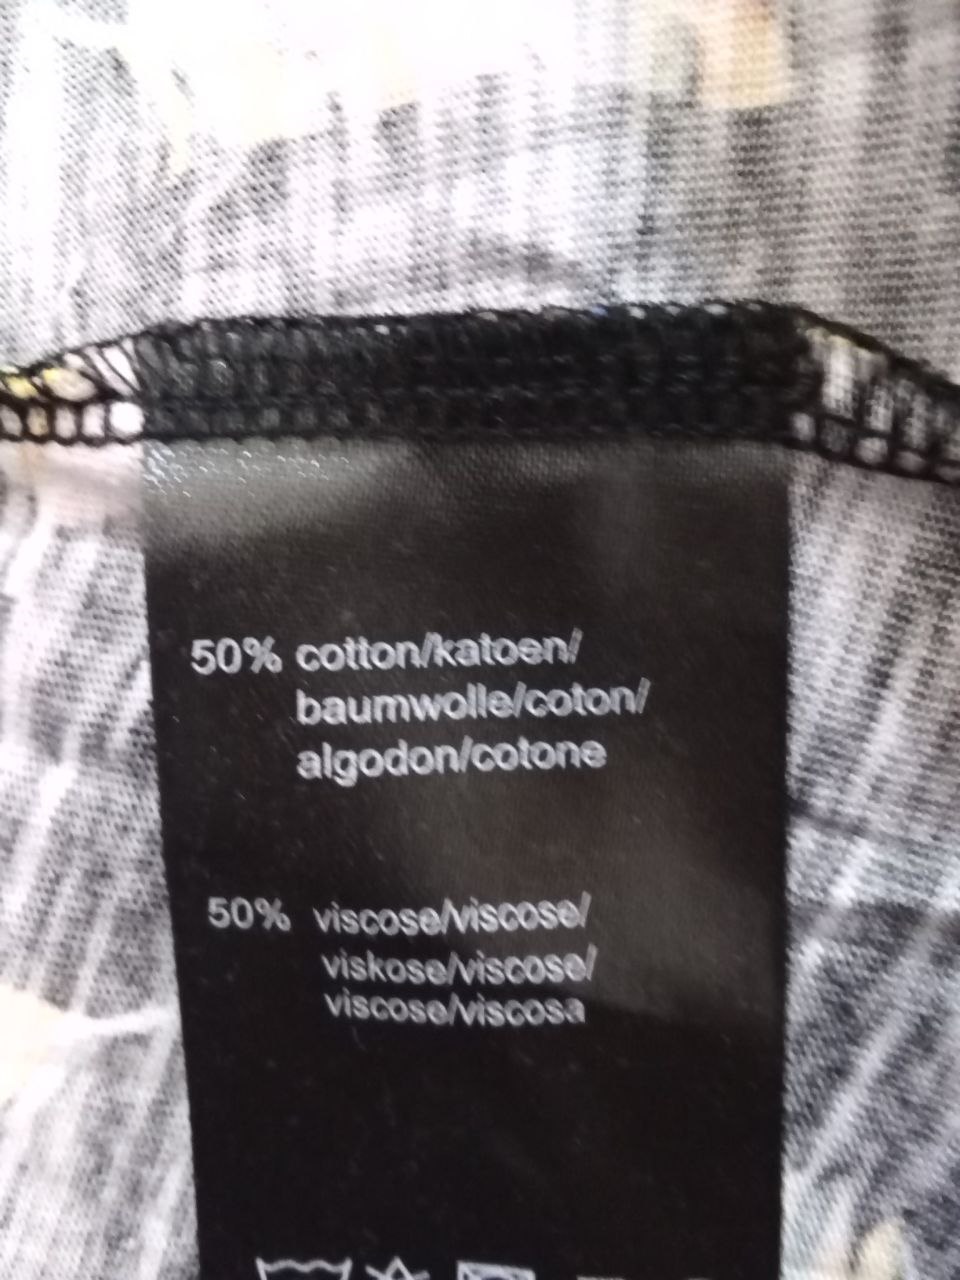 50% cotton/katoen/
baumwolle/coton/
algodon/cotone
50% viscose/viscose/
viskose/viscose/
viscose/viscosa